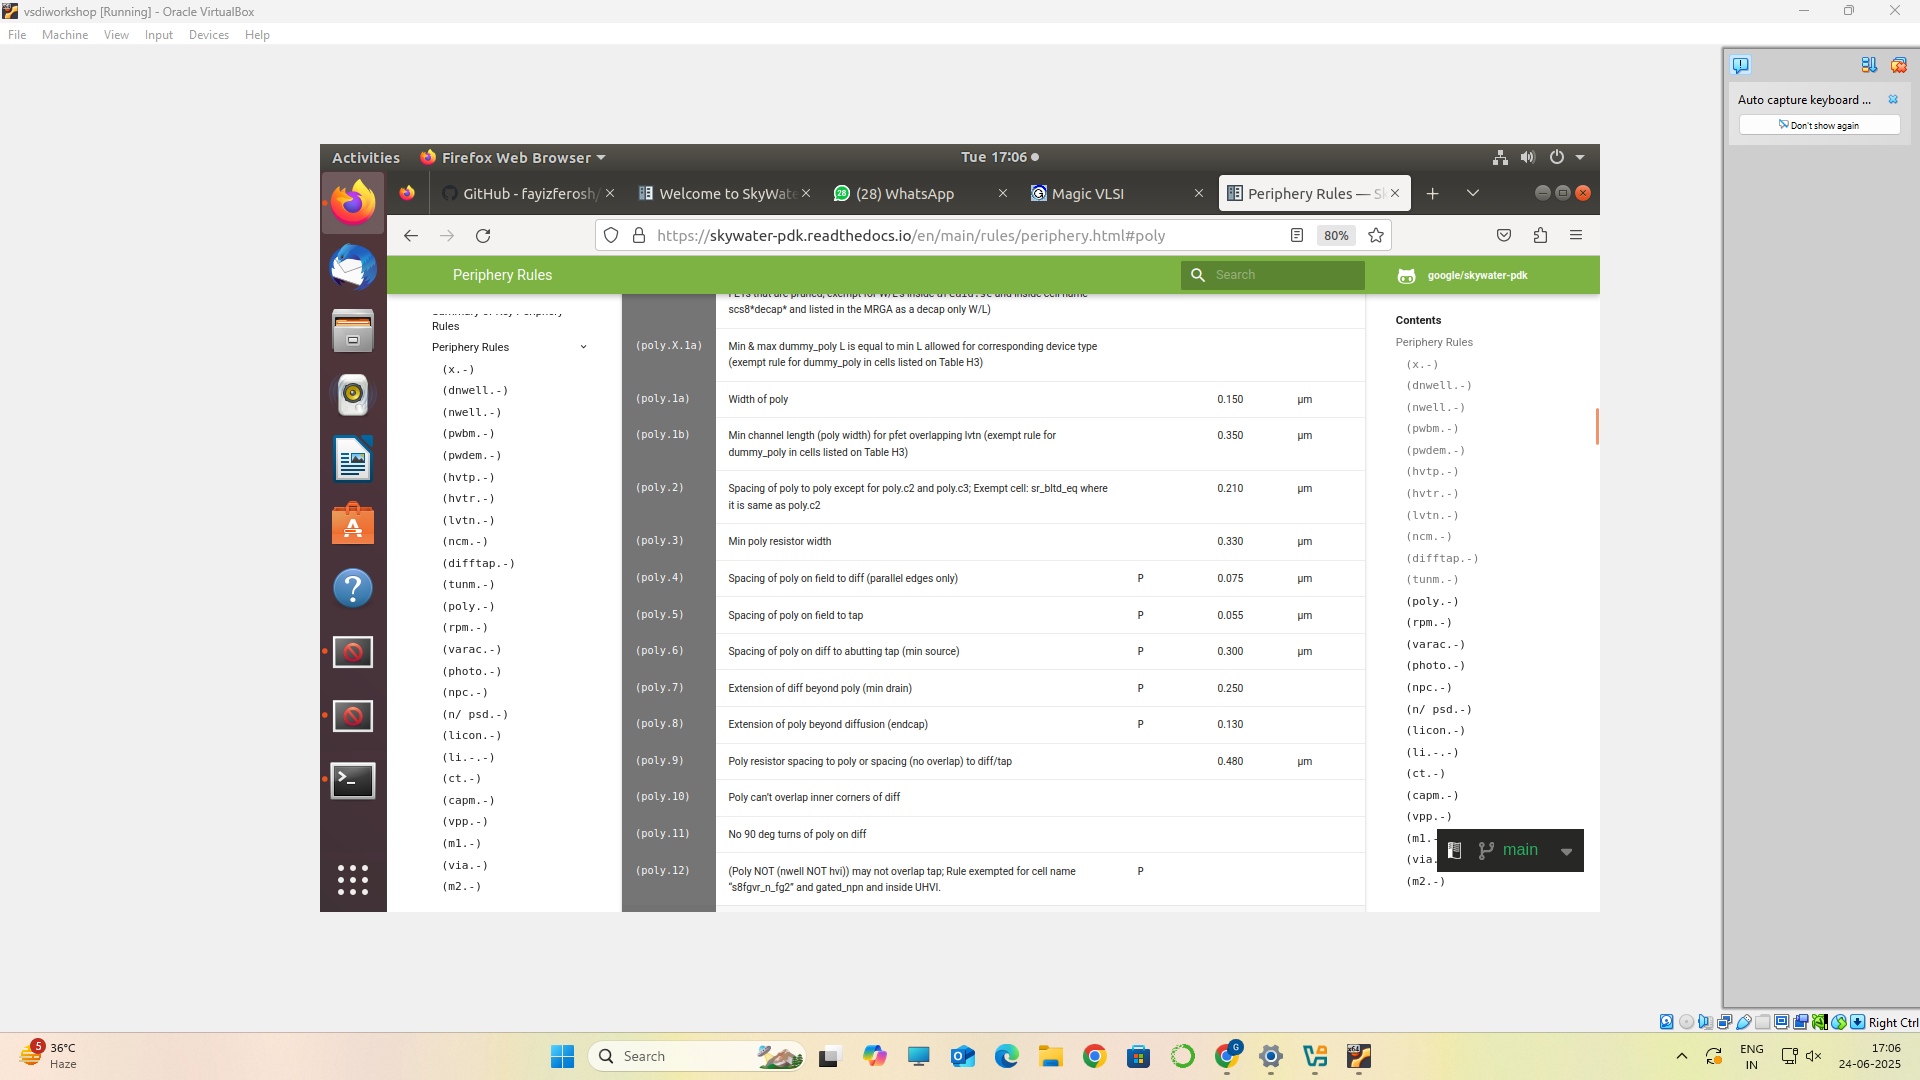 vsdiworkshop [Running] - Oracle VirtualBox
File Machine View Input Devices Help
Auto capture keyboard ...
Don't show again
Activities Firefox Web Browser Tue 17:06
GitHub - fayizferosh/ Welcome to SkyWate (28) WhatsApp Magic VLSI Periphery Rules — Sk
https://skywater-pdk.readthedocs.io/en/main/rules/periphery.html#poly 80%
Periphery Rules Search google/skywater-pdk
Rules
Periphery Rules
(x.-)
(dnwell.-)
(nwell.-)
(pwbm.-)
(pwdem.-)
(hvtp.-)
(hvtr.-)
(lvtn.-)
(ncm.-)
(difftap.-)
(tunm.-)
(poly.-)
(rpm.-)
(varac.-)
(photo.-)
(npc.-)
(n/ psd.-)
(licon.-)
(li.-.-)
(ct.-)
(capm.-)
(vpp.-)
(m1.-)
(via.-)
(m2.-)
scs8*decap* and listed in the MRGA as a decap only W/L)
(poly.X.1a) Min & max dummy_poly L is equal to min L allowed for corresponding device type
(exempt rule for dummy_poly in cells listed on Table H3)
(poly.1a) Width of poly 0.150 µm
(poly.1b) Min channel length (poly width) for pfet overlapping lvtn (exempt rule for 0.350 µm
dummy_poly in cells listed on Table H3)
(poly.2) Spacing of poly to poly except for poly.c2 and poly.c3; Exempt cell: sr_bltd_eq where 0.210 µm
it is same as poly.c2
(poly.3) Min poly resistor width 0.330 µm
(poly.4) Spacing of poly on field to diff (parallel edges only) P 0.075 µm
(poly.5) Spacing of poly on field to tap P 0.055 µm
(poly.6) Spacing of poly on diff to abutting tap (min source) P 0.300 µm
(poly.7) Extension of diff beyond poly (min drain) P 0.250
(poly.8) Extension of poly beyond diffusion (endcap) P 0.130
(poly.9) Poly resistor spacing to poly or spacing (no overlap) to diff/tap 0.480 µm
(poly.10) Poly can't overlap inner corners of diff
(poly.11) No 90 deg turns of poly on diff
(poly.12) (Poly NOT (nwell NOT hvi)) may not overlap tap; Rule exempted for cell name P
"s8fgvr_n_fg2" and gated_npn and inside UHVI.
Contents
Periphery Rules
(x.-)
(dnwell.-)
(nwell.-)
(pwbm.-)
(pwdem.-)
(hvtp.-)
(hvtr.-)
(lvtn.-)
(ncm.-)
(difftap.-)
(tunm.-)
(poly.-)
(rpm.-)
(varac.-)
(photo.-)
(npc.-)
(n/ psd.-)
(licon.-)
(li.-.-)
(ct.-)
(capm.-)
(vpp.-)
(m1.-
(via.
(m2.-)
main
Right Ctrl
5
36°C
Haze
Search
ENG
IN
17:06
24-06-2025